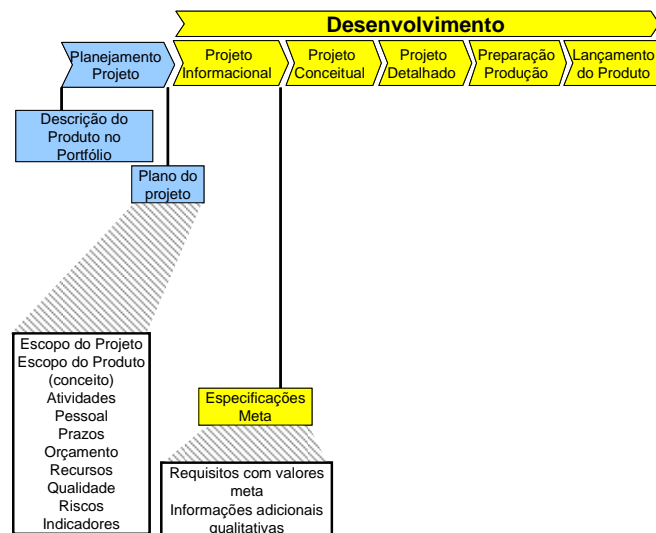 Desenvolvimento
Planejamento
Projeto
Projeto
Informacional
Projeto
Conceitual
Projeto
Detalhado
Preparação
Produção
Lançamento
do Produto
Descrição do
Produto no
Portfólio
Plano do
projeto
Escopo do Projeto
Escopo do Produto
(conceito)
Atividades
Pessoal
Prazos
Orçamento
Recursos
Qualidade
Riscos
Indicadores
Especificações
Meta
Requisitos com valores
meta
Informações adicionais
qualitativas